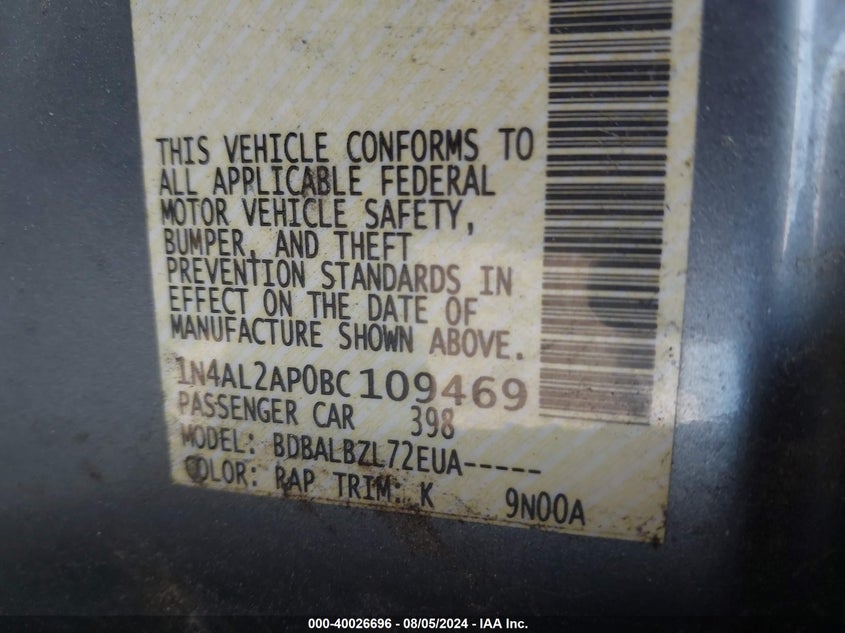 THIS VEHICLE CONFORMS TO
ALL APPLICABLE FEDERAL
MOTOR VEHICLE SAFETY,
BUMPER, AND THEFT
PREVENTION STANDARDS IN
EFFECT ON THE DATE OF
MANUFACTURE SHOWN ABOVE.
1N4AL2AP0BC109469
PASSENGER CAR 398
MODEL: BDBALBZL72EUA-----
COLOR: RAP TRIM: K 9N00A
000-40026696 - 08/05/2024 - IAA Inc.